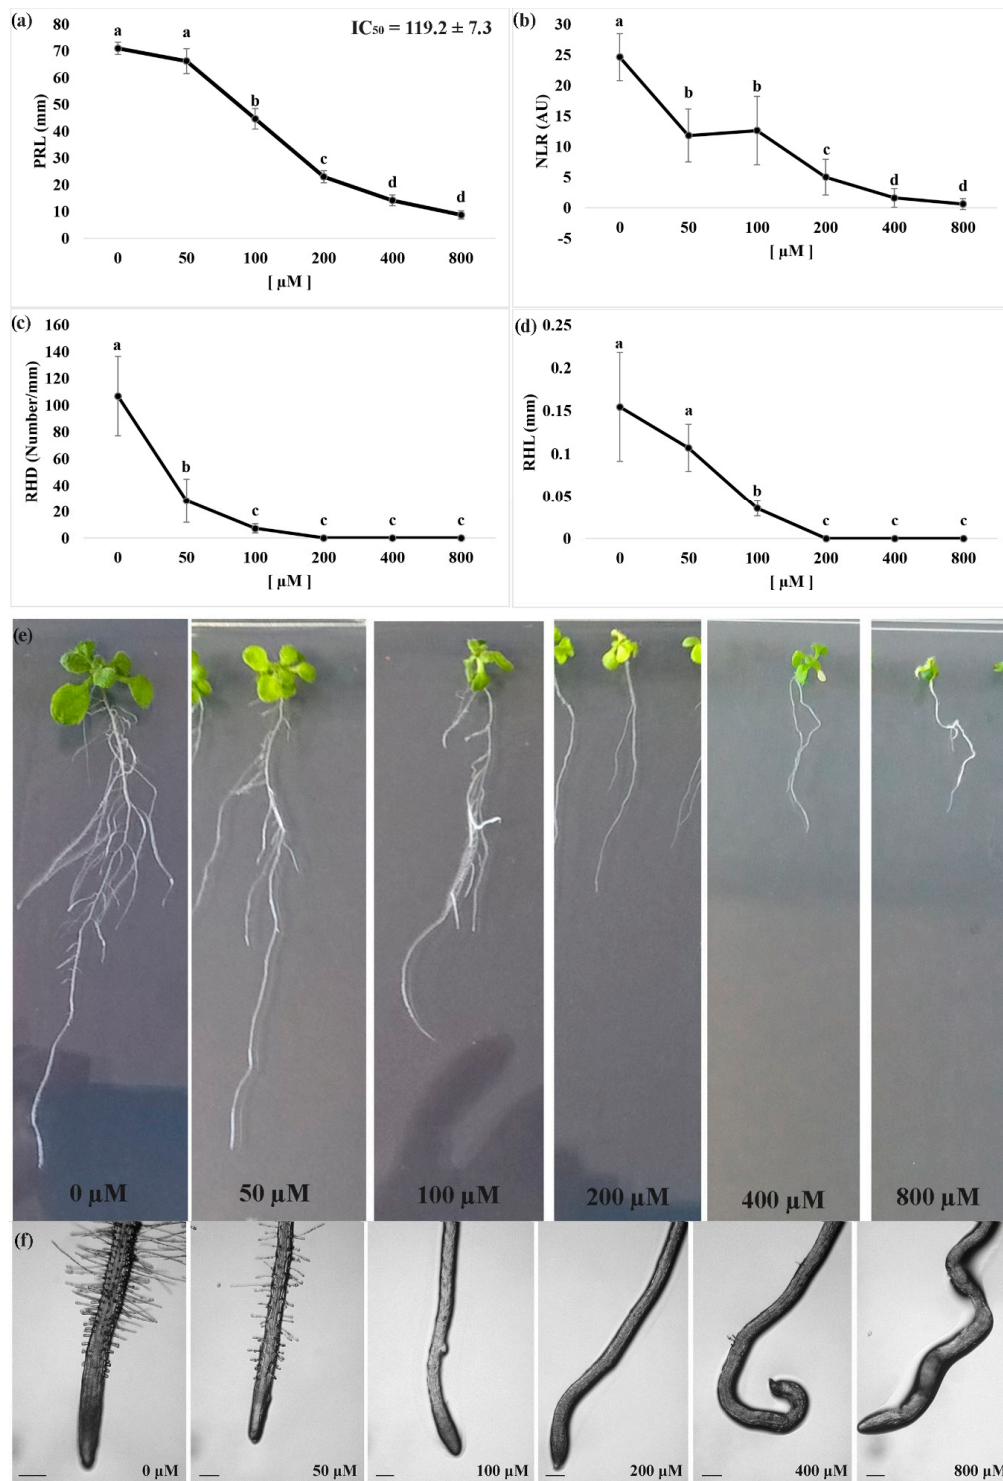 (a)
IC50 = 119.2 ± 7.3
PRL (mm)
80
70
60
50
40
30
20
10
0
a
a
b
c
d
d
0 50 100 200 400 800
[ µM ]
(b)
NLR (AU)
30
25
20
15
10
5
0
-5
a
b
b
c
d
d
0 50 100 200 400 800
[ µM ]
(c)
RHD (Number/mm)
160
140
120
100
80
60
40
20
0
a
b
c
c
c
c
0 50 100 200 400 800
[ µM ]
(d)
RHL (mm)
0.25
0.2
0.15
0.1
0.05
0
a
a
b
c
c
c
0 50 100 200 400 800
[ µM ]
(e)
0 µM 50 µM 100 µM 200 µM 400 µM 800 µM
(f)
0 µM 50 µM 100 µM 200 µM 400 µM 800 µM